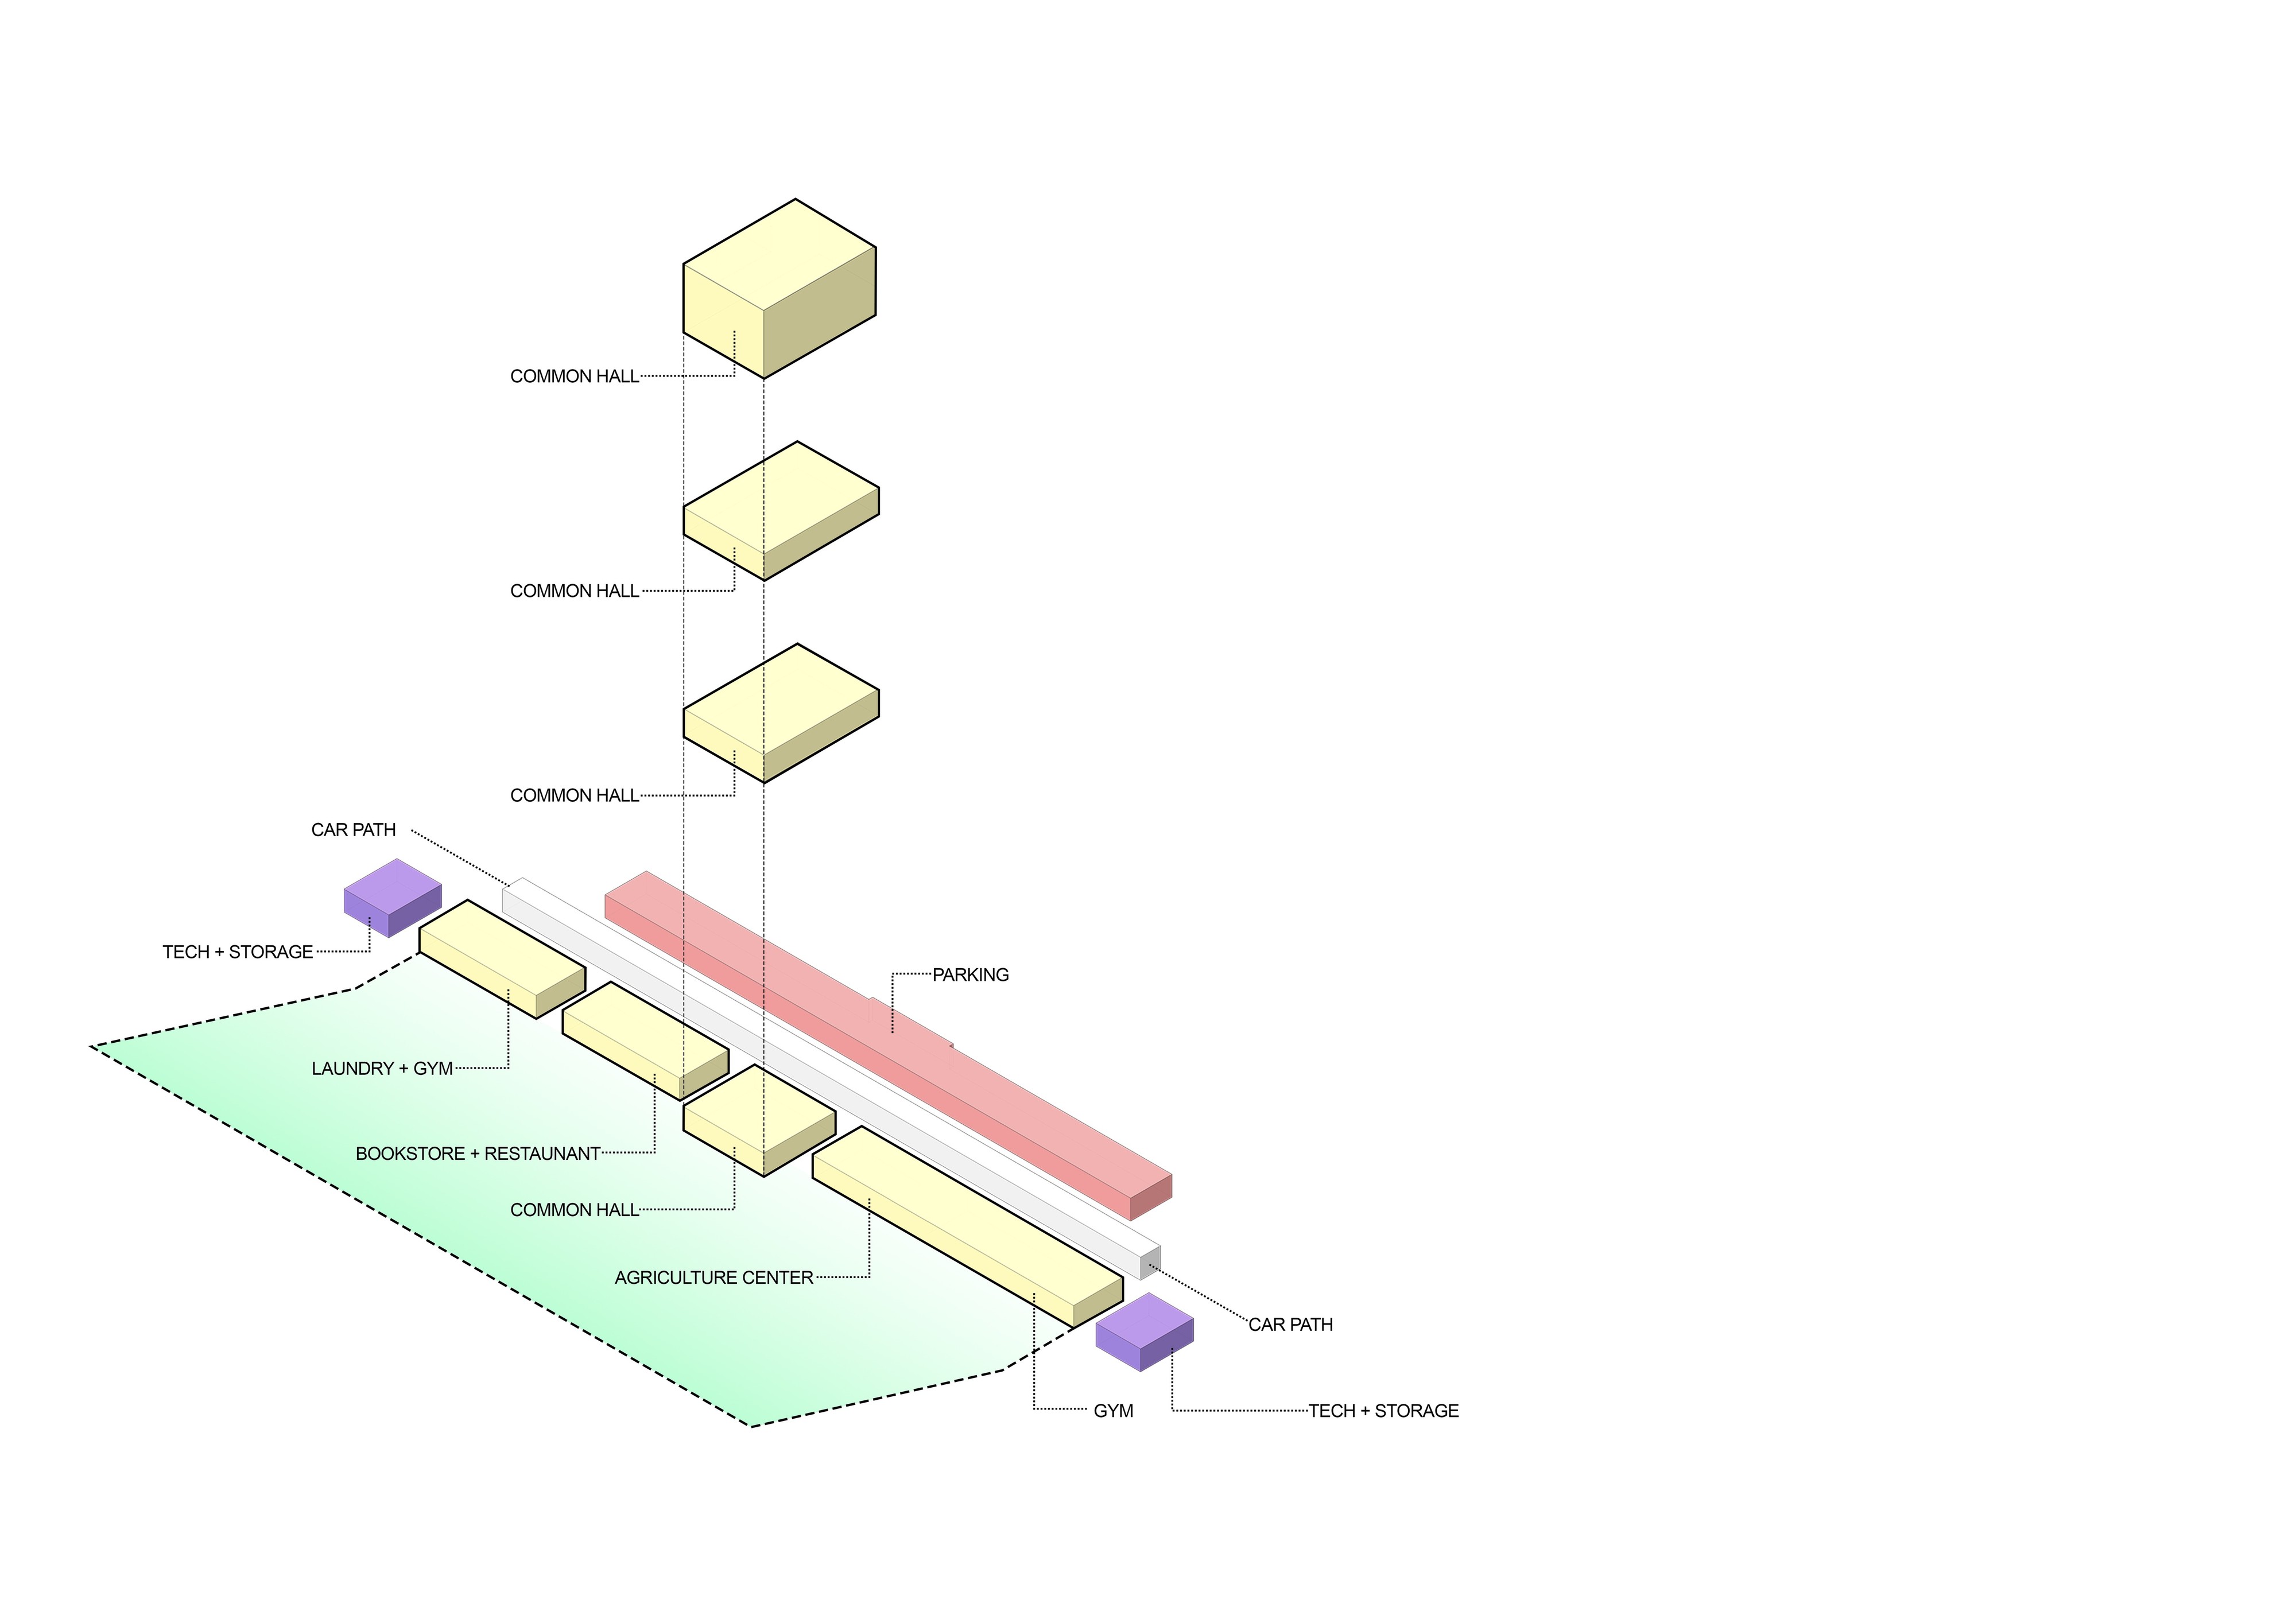 COMMON HALL
COMMON HALL
COMMON HALL
CAR PATH
TECH + STORAGE
PARKING
LAUNDRY + GYM
BOOKSTORE + RESTAUNANT
COMMON HALL
AGRICULTURE CENTER
CAR PATH
GYM
TECH + STORAGE